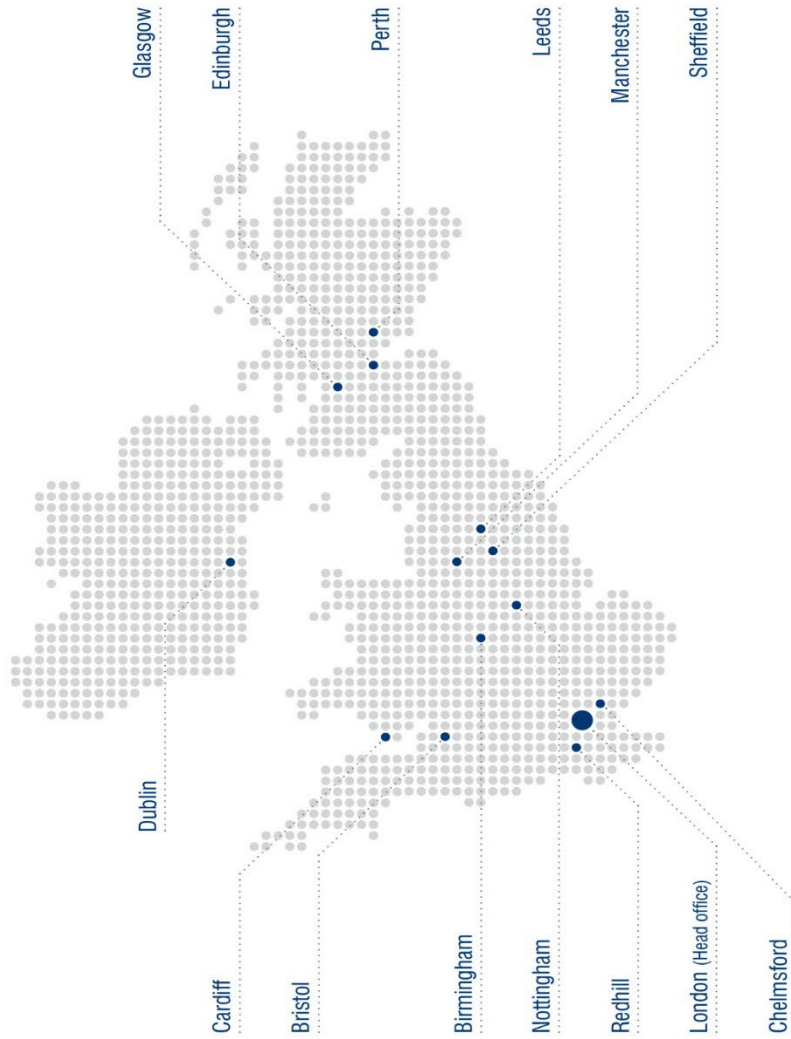 Glasgow
Edinburgh
Perth
Leeds
Manchester
Sheffield
Dublin
Cardiff
Bristol
Birmingham
Nottingham
Redhill
London (Head office)
Chelmsford